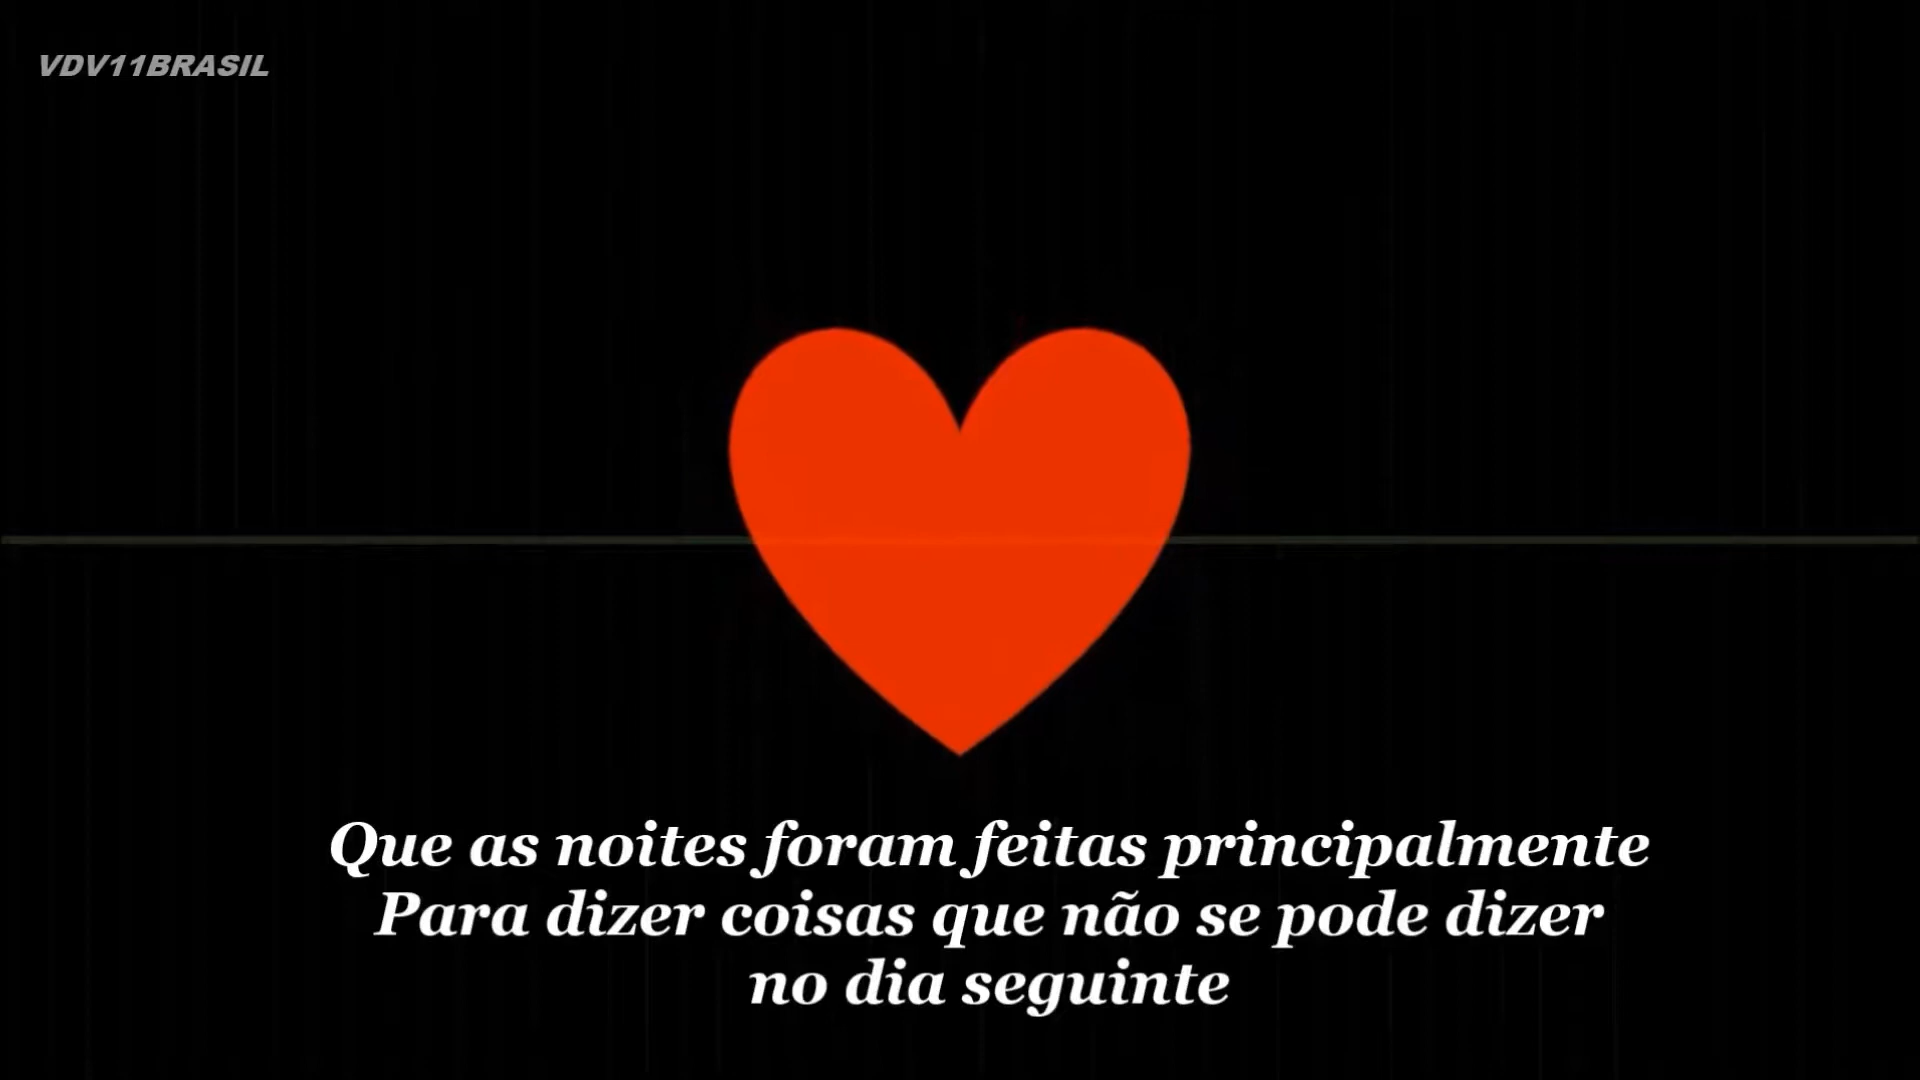 VDV11BRASIL
Que as noites foram feitas principalmente
Para dizer coisas que não se pode dizer
no dia seguinte